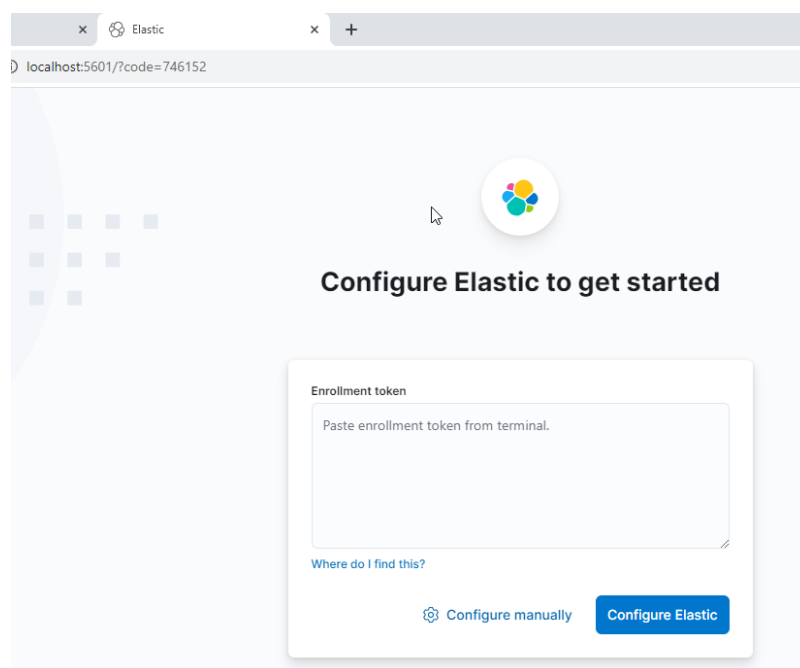 Elastic
localhost:5601/?code=746152
Configure Elastic to get started
Enrollment token
Paste enrollment token from terminal.
Where do I find this?
Configure manually
Configure Elastic